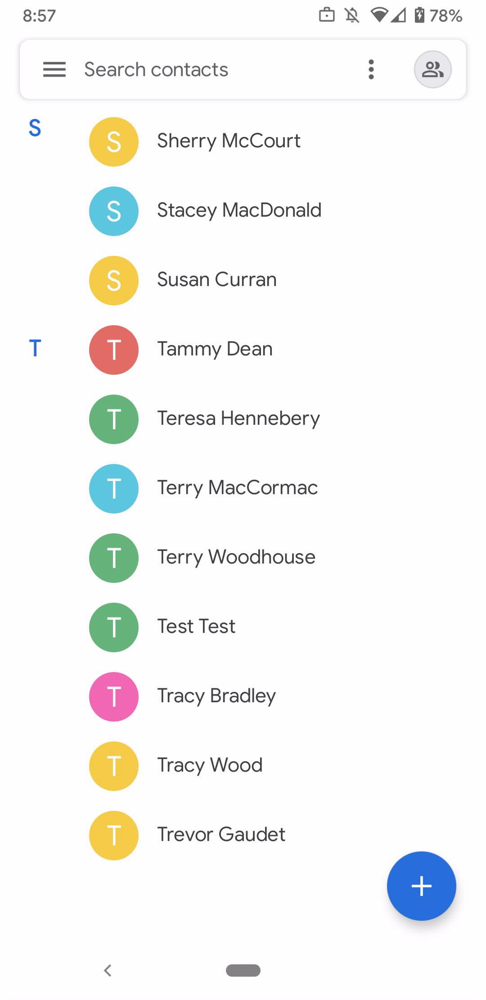 8:57 78%
Search contacts
S S Sherry McCourt
S Stacey MacDonald
S Susan Curran
T T Tammy Dean
T Teresa Hennebery
T Terry MacCormac
T Terry Woodhouse
T Test Test
T Tracy Bradley
T Tracy Wood
T Trevor Gaudet